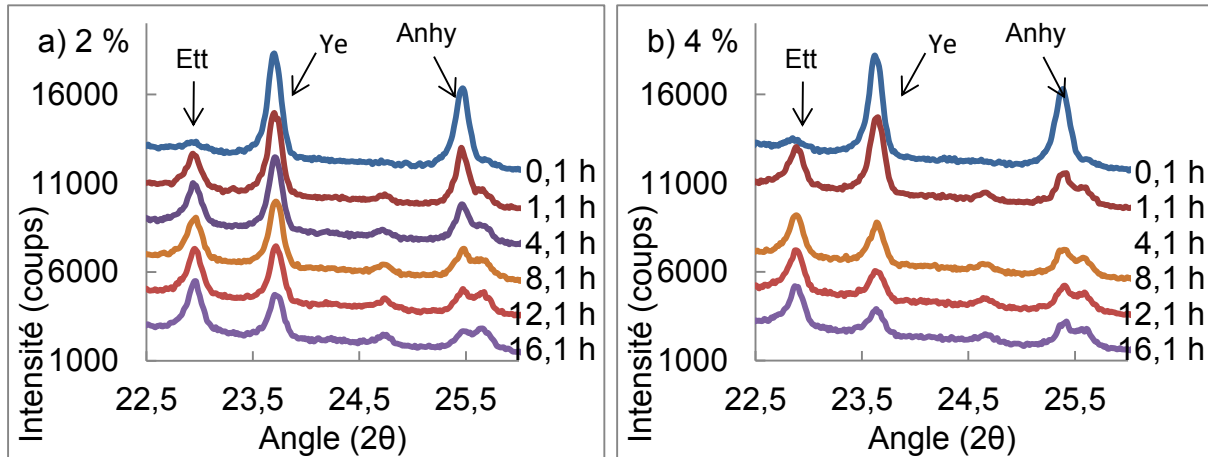 a) 2 %
Ett
Ye
Anhy
16000
11000
6000
1000
0,1 h
1,1 h
4,1 h
8,1 h
12,1 h
16,1 h
22,5 23,5 24,5 25,5
Angle (2θ)
Intensité (coups)
b) 4 %
Ett
Ye
Anhy
16000
11000
6000
1000
0,1 h
1,1 h
4,1 h
8,1 h
12,1 h
16,1 h
22,5 23,5 24,5 25,5
Angle (2θ)
Intensité (coups)